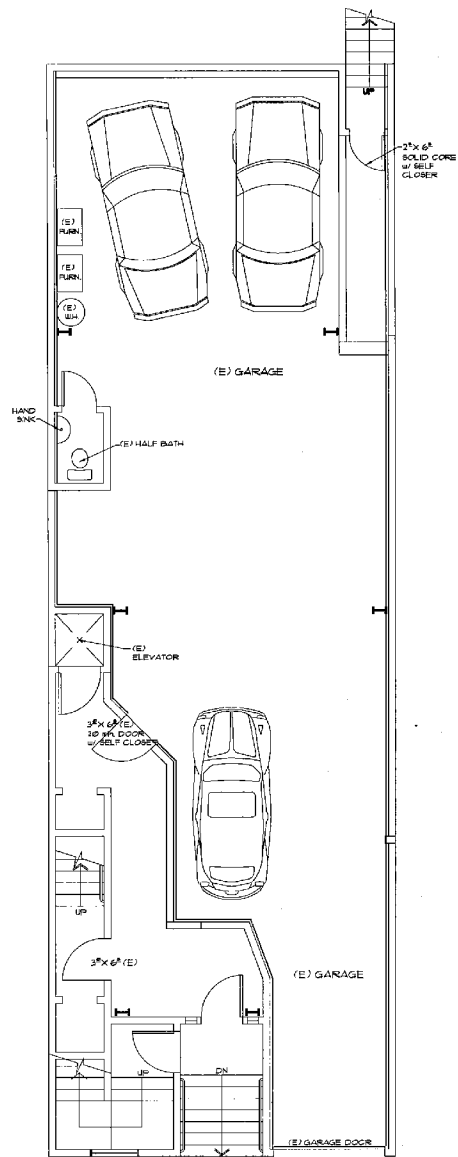 UP
2⁸ X 6⁸
SOLID CORE
w/ SELF
CLOSER
(E)
FURN.
(E)
FURN.
(E)
W.H.
(E) GARAGE
HAND
SINK
(E) HALF BATH
(E)
ELEVATOR
3⁰ X 6⁸ (E)
20 min. DOOR
w/ SELF CLOSER
UP
3⁰ X 6⁸ (E)
(E) GARAGE
UP
DN
(E) GARAGE DOOR